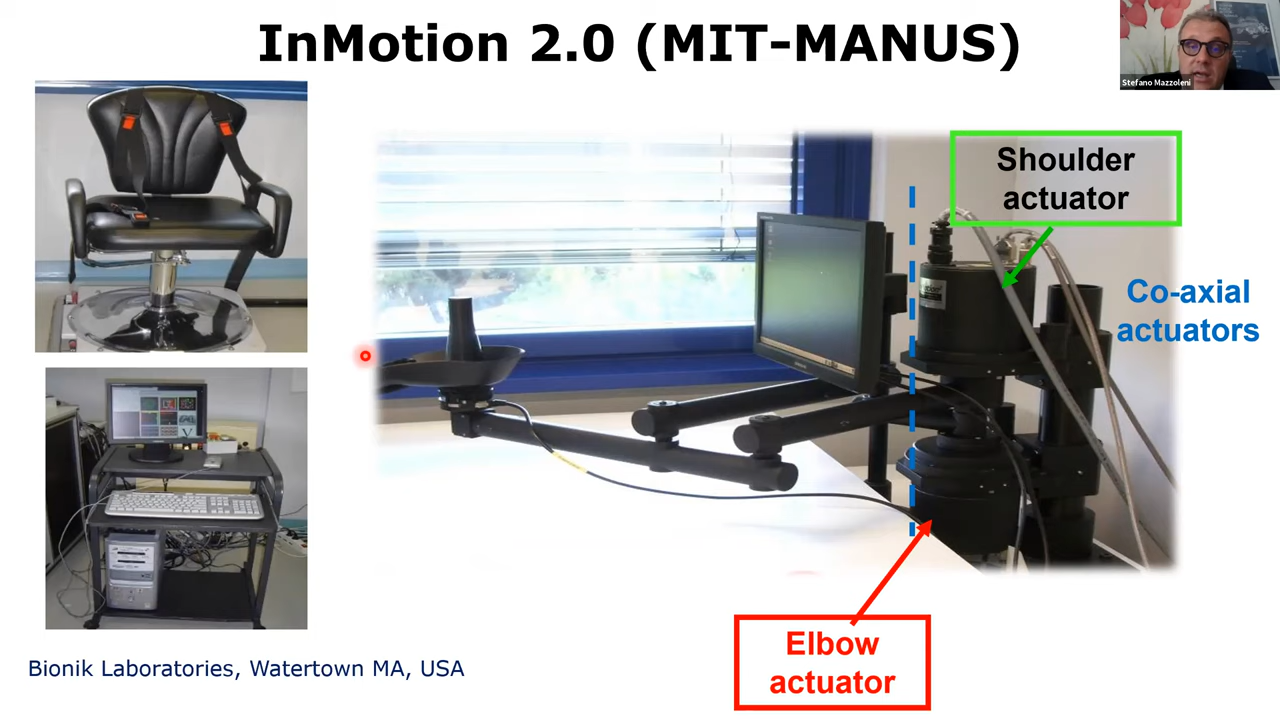 InMotion 2.0 (MIT-MANUS)
Stefano Mazzoleni
Shoulder
actuator
Co-axial
actuators
Elbow
actuator
Bionik Laboratories, Watertown MA, USA